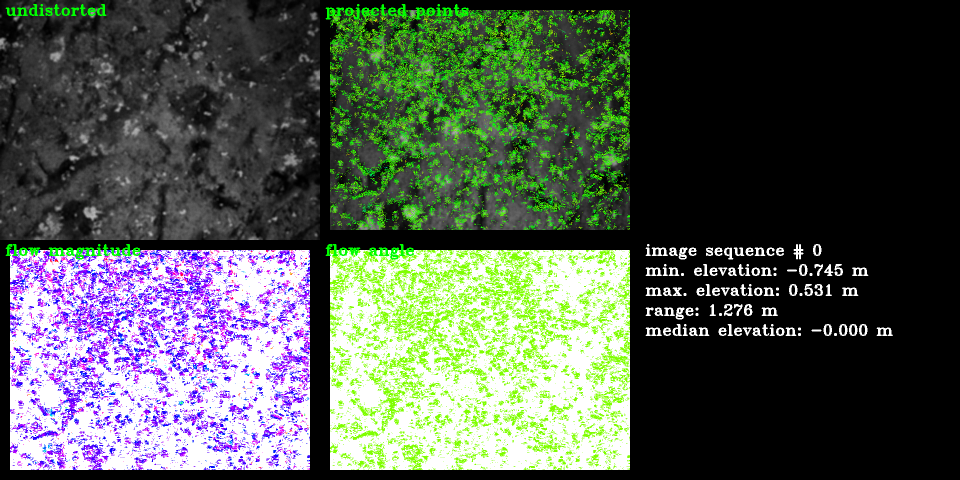 undistorted
projected points
flow magnitude
flow angle
image sequence # 0
min. elevation: −0.745 m
max. elevation: 0.531 m
range: 1.276 m
median elevation: −0.000 m